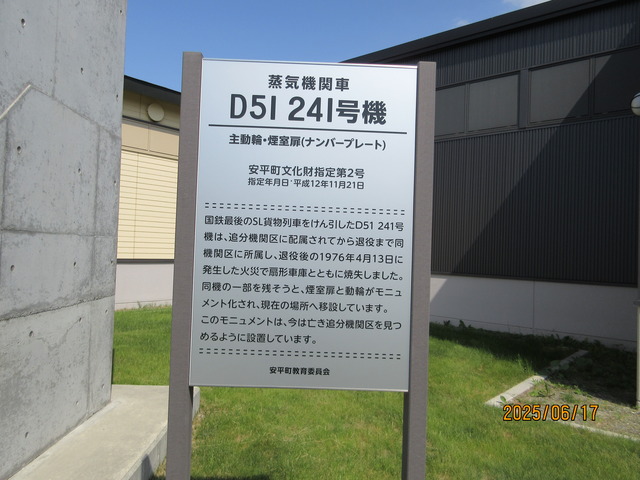 蒸気機関車
D51 241号機
主動輪・煙室扉(ナンバープレート)
安平町文化財指定第2号
指定年月日 平成12年11月21日
国鉄最後のSL貨物列車をけん引したD51 241号
機は、追分機関区に配属されてから退役まで同
機関区に所属し、退役後の1976年4月13日に
発生した火災で扇形車庫とともに焼失しました。
同機の一部を残そうと、煙室扉と動輪がモニュ
メント化され、現在の場所へ移設しています。
このモニュメントは、今は亡き追分機関区を見つ
めるように設置しています。
安平町教育委員会
2025/06/17